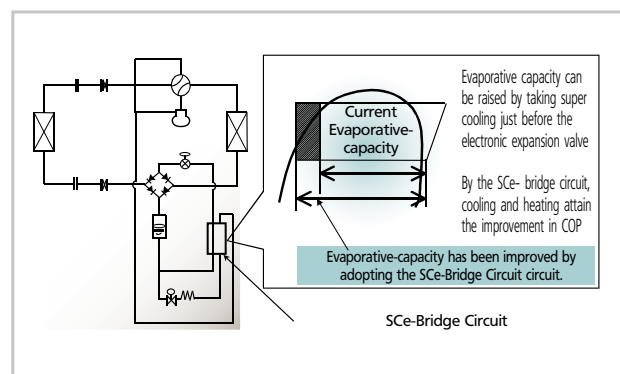 Current
Evaporative-
capacity
Evaporative capacity can
be raised by taking super
cooling just before the
electronic expansion valve
By the SCe- bridge circuit,
cooling and heating attain
the improvement in COP
Evaporative-capacity has been improved by
adopting the SCe-Bridge Circuit circuit.
SCe-Bridge Circuit